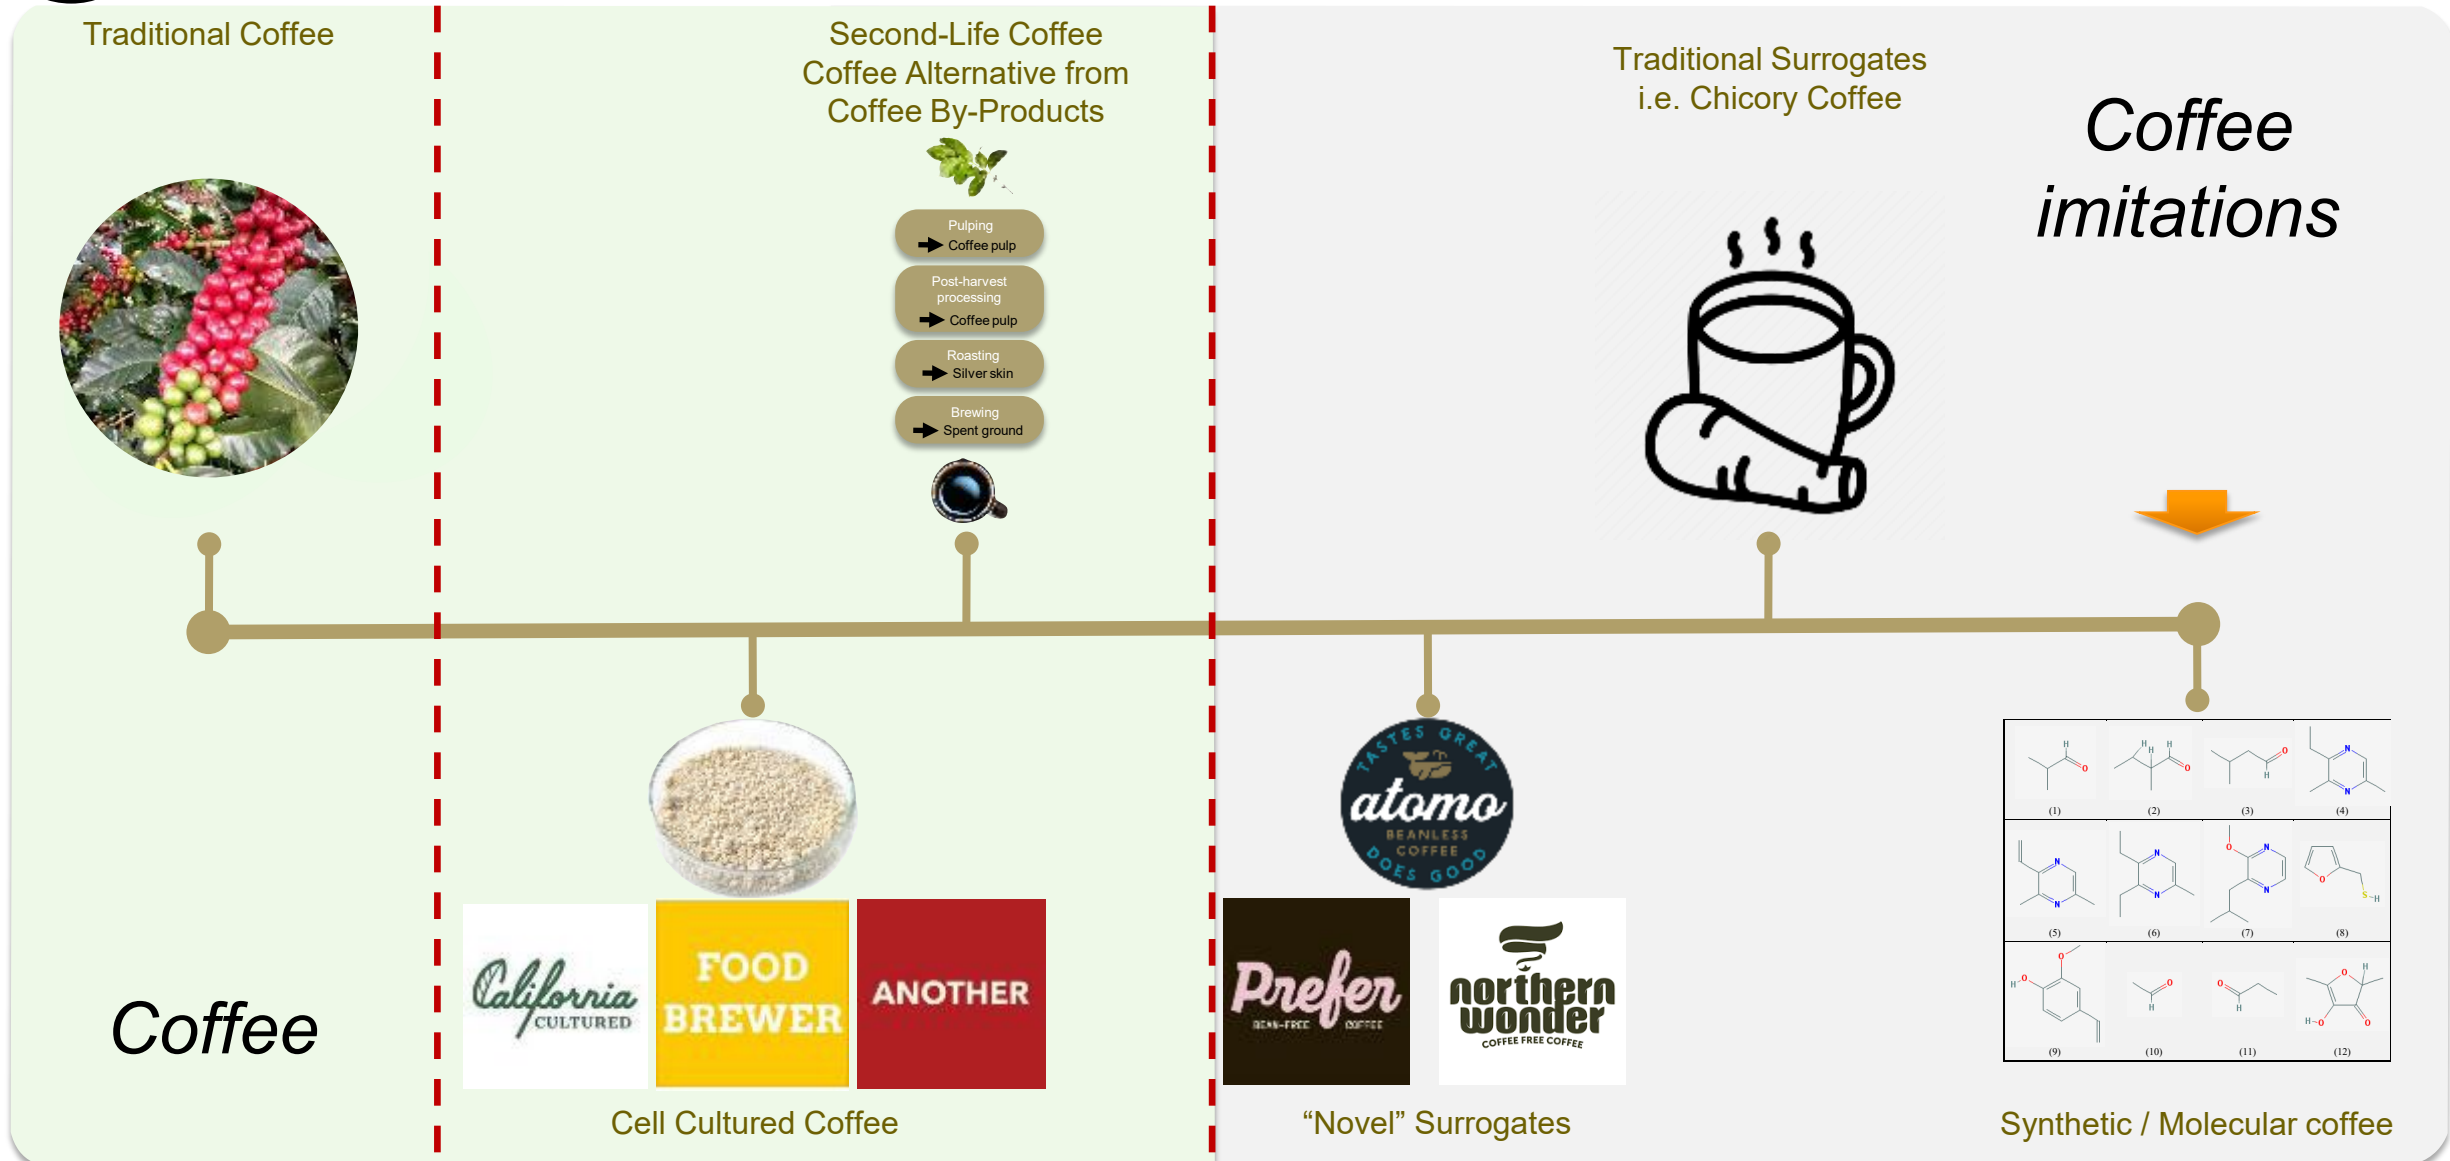 Traditional Coffee
Second-Life Coffee
Coffee Alternative from
Coffee By-Products
Pulping
Coffee pulp
Post-harvest
processing
Coffee pulp
Roasting
Silver skin
Brewing
Spent ground
Traditional Surrogates
i.e. Chicory Coffee
Coffee
imitations
Coffee
California
CULTURED
FOOD
BREWER
ANOTHER
Cell Cultured Coffee
TASTES GREAT
atomo
BEANLESS
COFFEE
DOES GOOD
Prefer
BEAN-FREE COFFEE
northern
wonder
COFFEE FREE COFFEE
“Novel” Surrogates
H
O
(1)
H
H
H
O
(2)
O
H
(3)
N
N
(4)
N
N
(5)
N
N
(6)
O
N
N
(7)
O
S-H
(8)
O
H-O
(9)
O
H
(10)
O
H
(11)
O
H
H-O
O
(12)
Synthetic / Molecular coffee